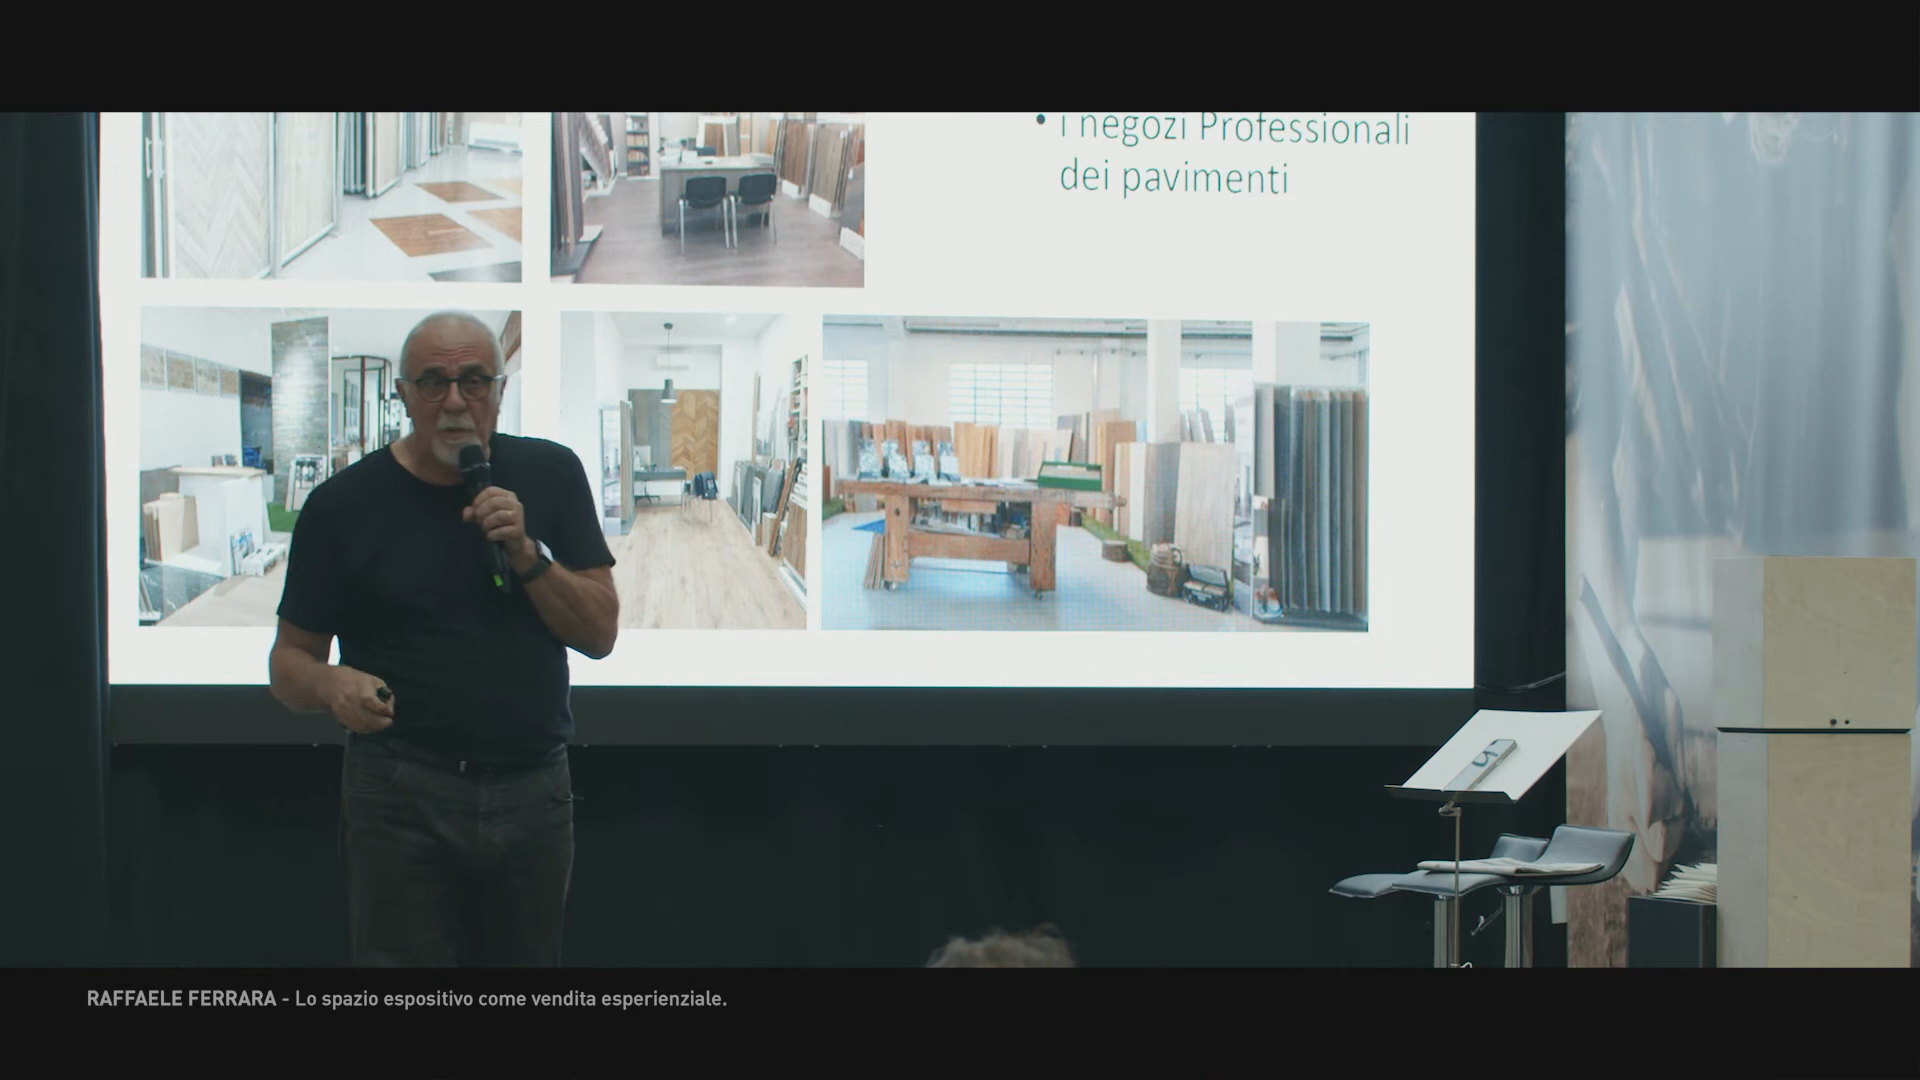 • i negozi Professionali
dei pavimenti
RAFFAELE FERRARA - Lo spazio espositivo come vendita esperienziale.